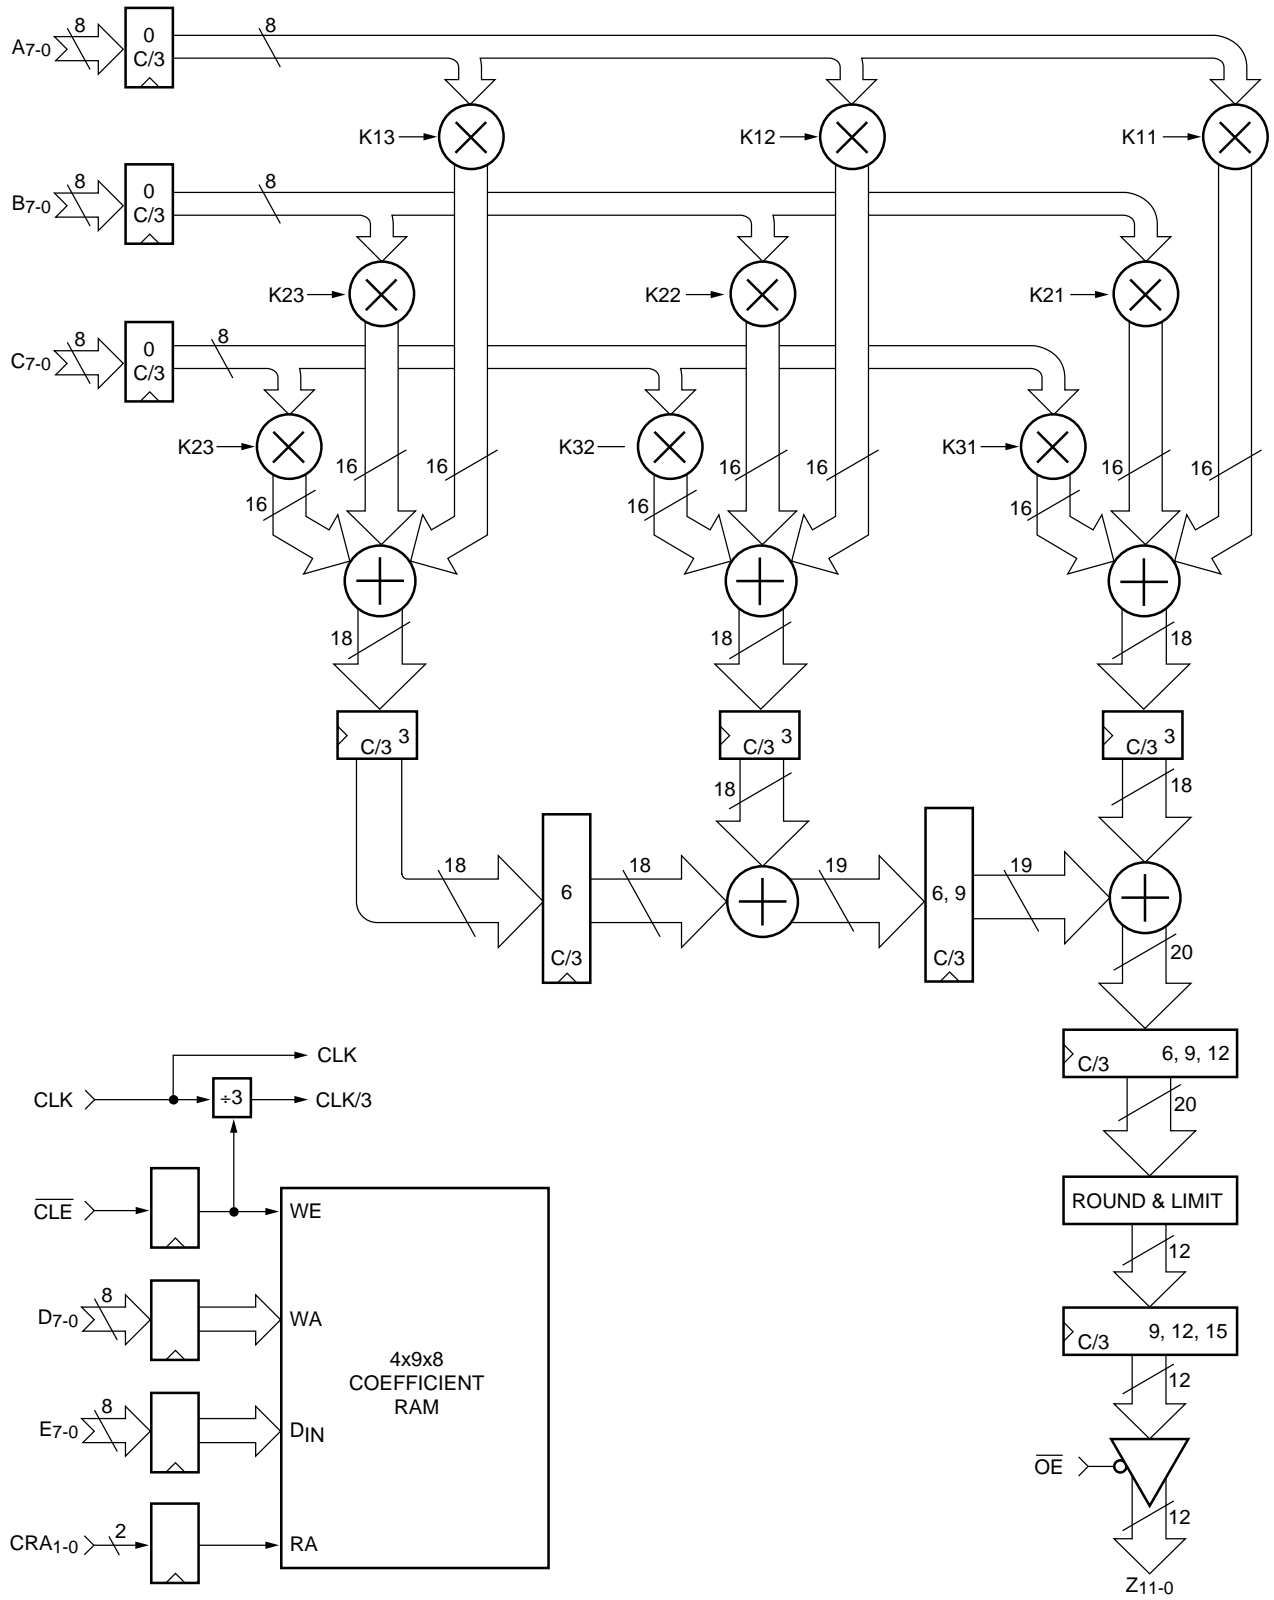 A7-0 8 0 8
C/3
K13 K12 K11
B7-0 8 0 8
C/3
K23 K22 K21
C7-0 8 0 8
C/3
K23 K32 K31
16 16 16 16 16 16
16 16 16
18 18 18
C/3 3 C/3 3 C/3 3
18 18
18 6 18 19 6, 9 19
C/3 C/3
20
CLK
6, 9, 12
C/3
CLK ÷3 CLK/3
20
CLE WE
ROUND & LIMIT
12
D7-0 8 WA
9, 12, 15
C/3
4x9x8
COEFFICIENT
RAM
12
E7-0 8 DIN
OE
12
CRA1-0 2 RA
Z11-0